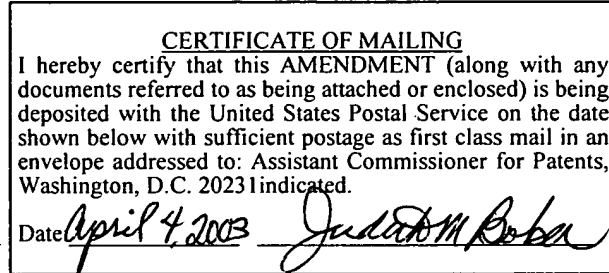 CERTIFICATE OF MAILING
I hereby certify that this AMENDMENT (along with any
documents referred to as being attached or enclosed) is being
deposited with the United States Postal Service on the date
shown below with sufficient postage as first class mail in an
envelope addressed to: Assistant Commissioner for Patents,
Washington, D.C. 20231indicated.
Date April 4, 2003 Judith M Bober